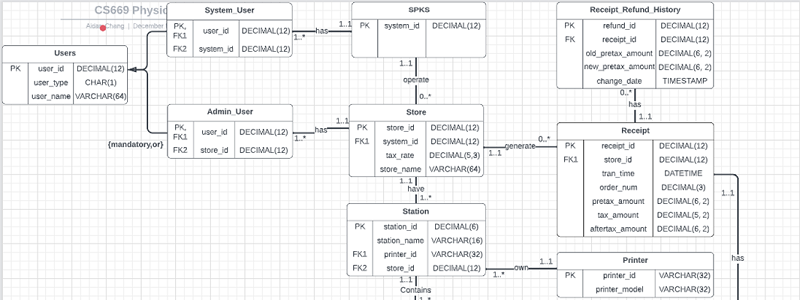 CS669 Physic
Chang | December
System_User
PK, FK1 user_id DECIMAL(12)
FK2 system_id DECIMAL(12)
has
1..*
1..1
SPKS
PK system_id DECIMAL(12)
Receipt_Refund_History
PK refund_id DECIMAL(12)
FK receipt_id DECIMAL(12)
old_pretax_amount DECIMAL(6, 2)
new_pretax_amount DECIMAL(6, 2)
change_date TIMESTAMP
Users
PK user_id DECIMAL(12)
user_type CHAR(1)
user_name VARCHAR(64)
1..1
operate
0..*
0..*
has
1..1
Admin_User
PK, FK1 user_id DECIMAL(12)
FK2 store_id DECIMAL(12)
{mandatory,or}
has
1..*
1..1
Store
PK store_id DECIMAL(12)
FK1 system_id DECIMAL(12)
tax_rate DECIMAL(5,3)
store_name VARCHAR(64)
generate
1..1
0..*
Receipt
PK receipt_id DECIMAL(12)
FK1 store_id DECIMAL(12)
tran_time DATETIME
order_num DECIMAL(3)
pretax_amount DECIMAL(6, 2)
tax_amount DECIMAL(5, 2)
aftertax_amount DECIMAL(6, 2)
1..1
has
1..1
have
1..*
Station
PK station_id DECIMAL(6)
station_name VARCHAR(16)
FK1 printer_id VARCHAR(32)
FK2 store_id DECIMAL(12)
own
1..*
1..1
Printer
PK printer_id VARCHAR(32)
printer_model VARCHAR(32)
1..1
Contains